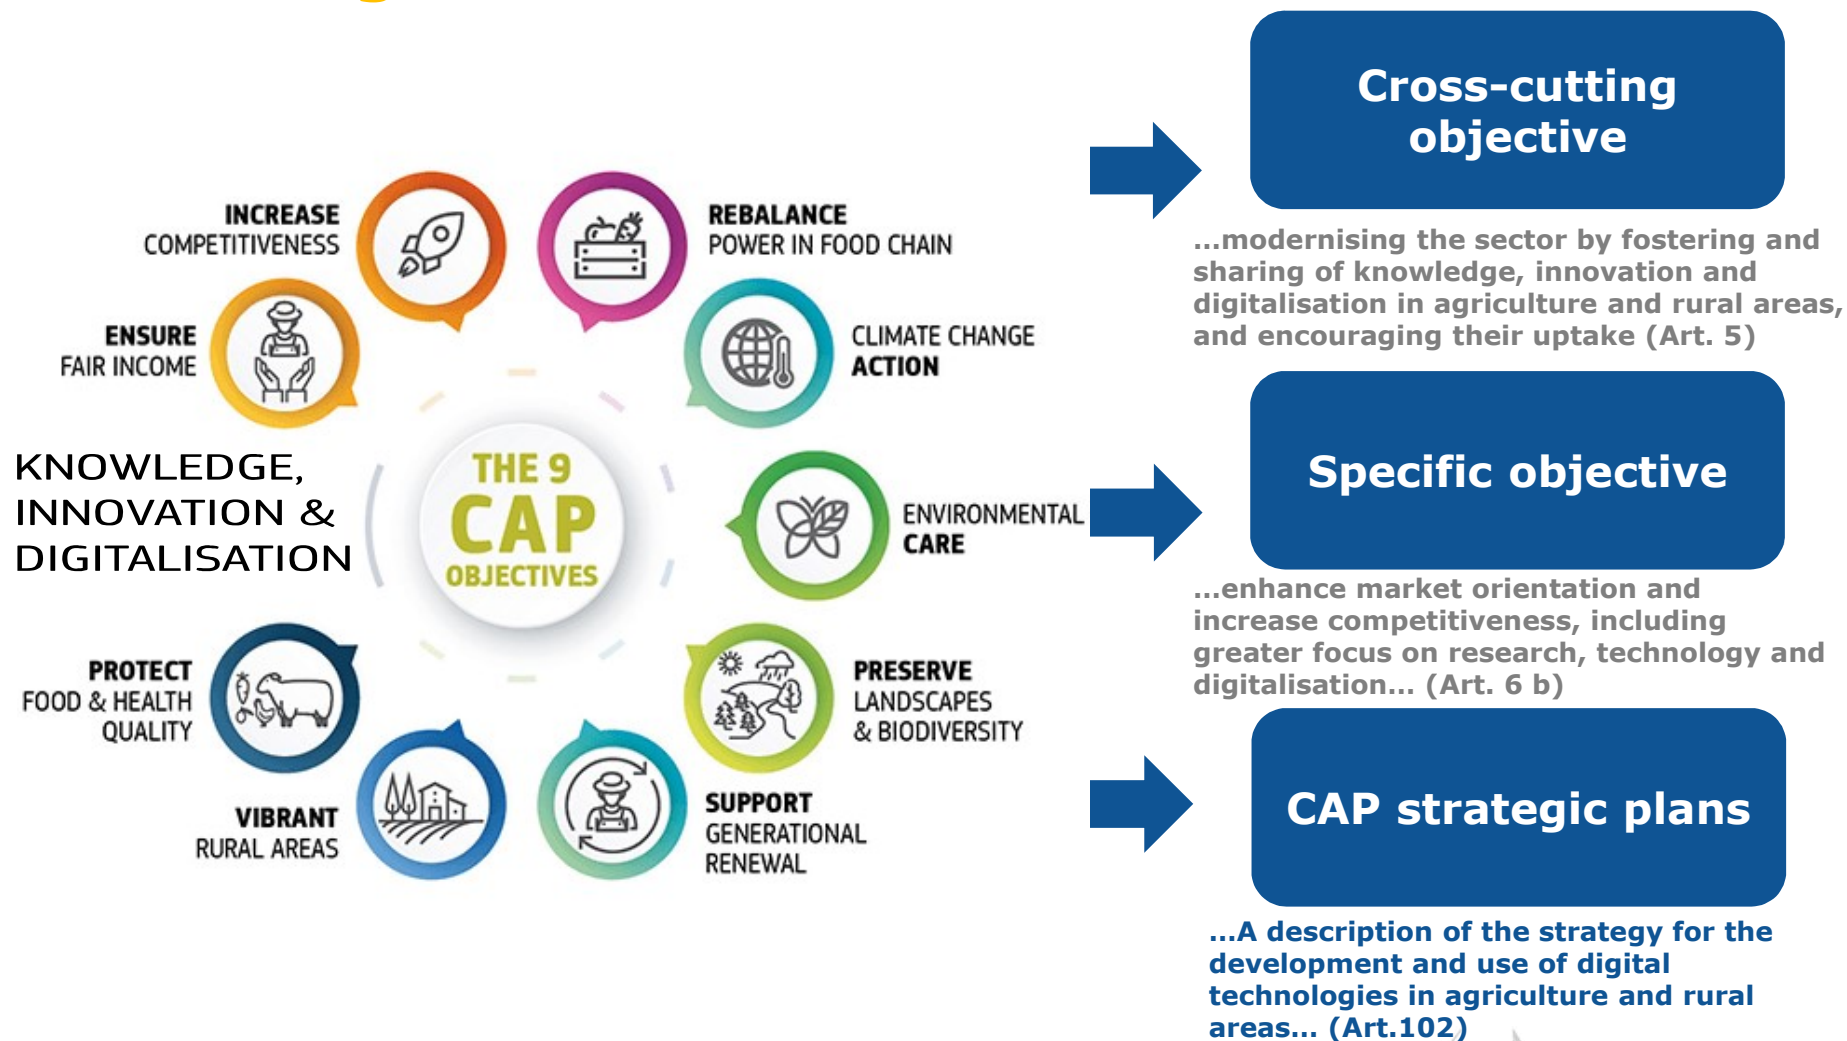 INCREASE
COMPETITIVENESS
REBALANCE
POWER IN FOOD CHAIN
ENSURE
FAIR INCOME
CLIMATE CHANGE
ACTION
KNOWLEDGE,
INNOVATION &
DIGITALISATION
THE 9
CAP
OBJECTIVES
ENVIRONMENTAL
CARE
PROTECT
FOOD & HEALTH
QUALITY
PRESERVE
LANDSCAPES
& BIODIVERSITY
VIBRANT
RURAL AREAS
SUPPORT
GENERATIONAL
RENEWAL
Cross-cutting
objective
...modernising the sector by fostering and
sharing of knowledge, innovation and
digitalisation in agriculture and rural areas,
and encouraging their uptake (Art. 5)
Specific objective
...enhance market orientation and
increase competitiveness, including
greater focus on research, technology and
digitalisation... (Art. 6 b)
CAP strategic plans
...A description of the strategy for the
development and use of digital
technologies in agriculture and rural
areas... (Art.102)